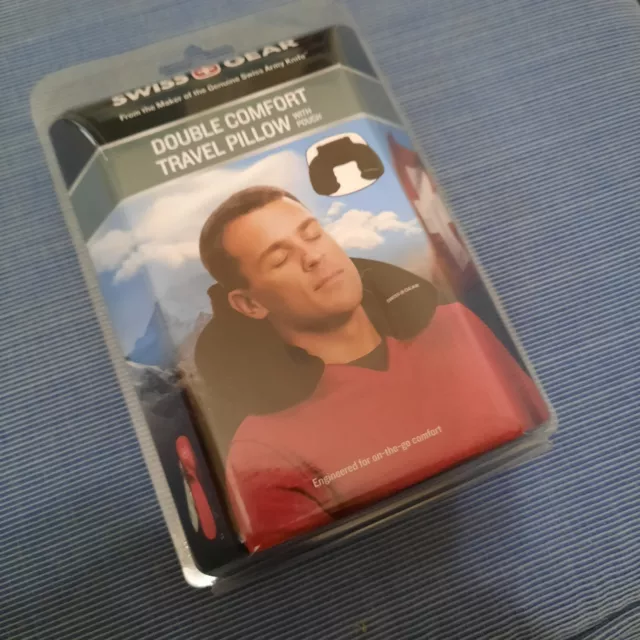 SWISS GEAR
From the Maker of the Genuine Swiss Army Knife
DOUBLE COMFORT
TRAVEL PILLOW WITH POUCH
Engineered for on-the-go comfort